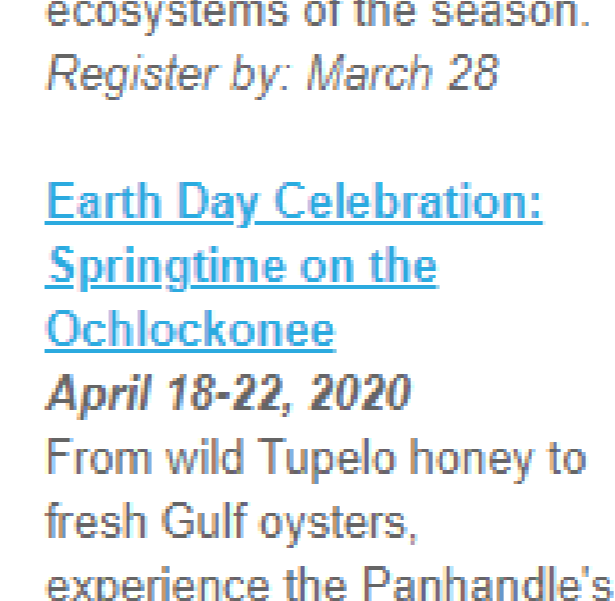 ecosystems of the season.
Register by: March 28
Earth Day Celebration:
Springtime on the
Ochlockonee
April 18-22, 2020
From wild Tupelo honey to
fresh Gulf oysters,
experience the Panhandle's